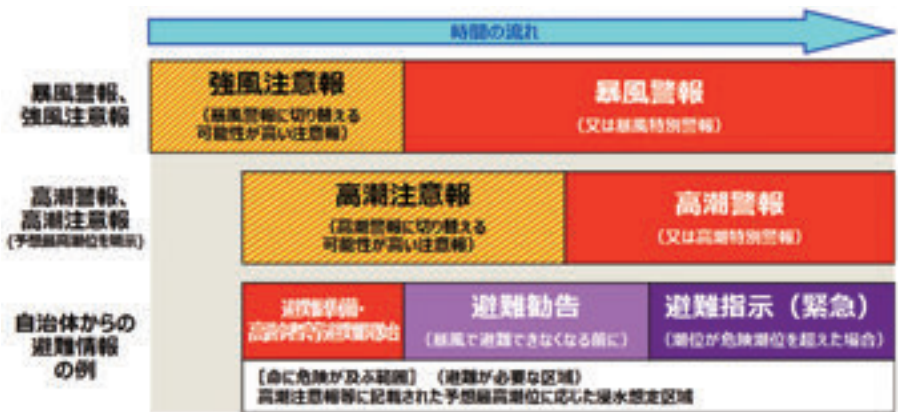 時間の流れ
暴風警報、
強風注意報
強風注意報
(暴風警報に切り替える
可能性が高い注意報)
暴風警報
(又は暴風特別警報)
高潮警報、
高潮注意報
(予想最高潮位を明示)
高潮注意報
(高潮警報に切り替える
可能性が高い注意報)
高潮警報
(又は高潮特別警報)
自治体からの
避難情報
の例
避難準備・
高齢者等避難開始
避難勧告
(暴風で避難できなくなる前に)
避難指示(緊急)
(潮位が危険潮位を超えた場合)
【命に危険が及ぶ範囲】 (避難が必要な区域)
高潮注意報等に記載された予想最高潮位に応じた浸水想定区域